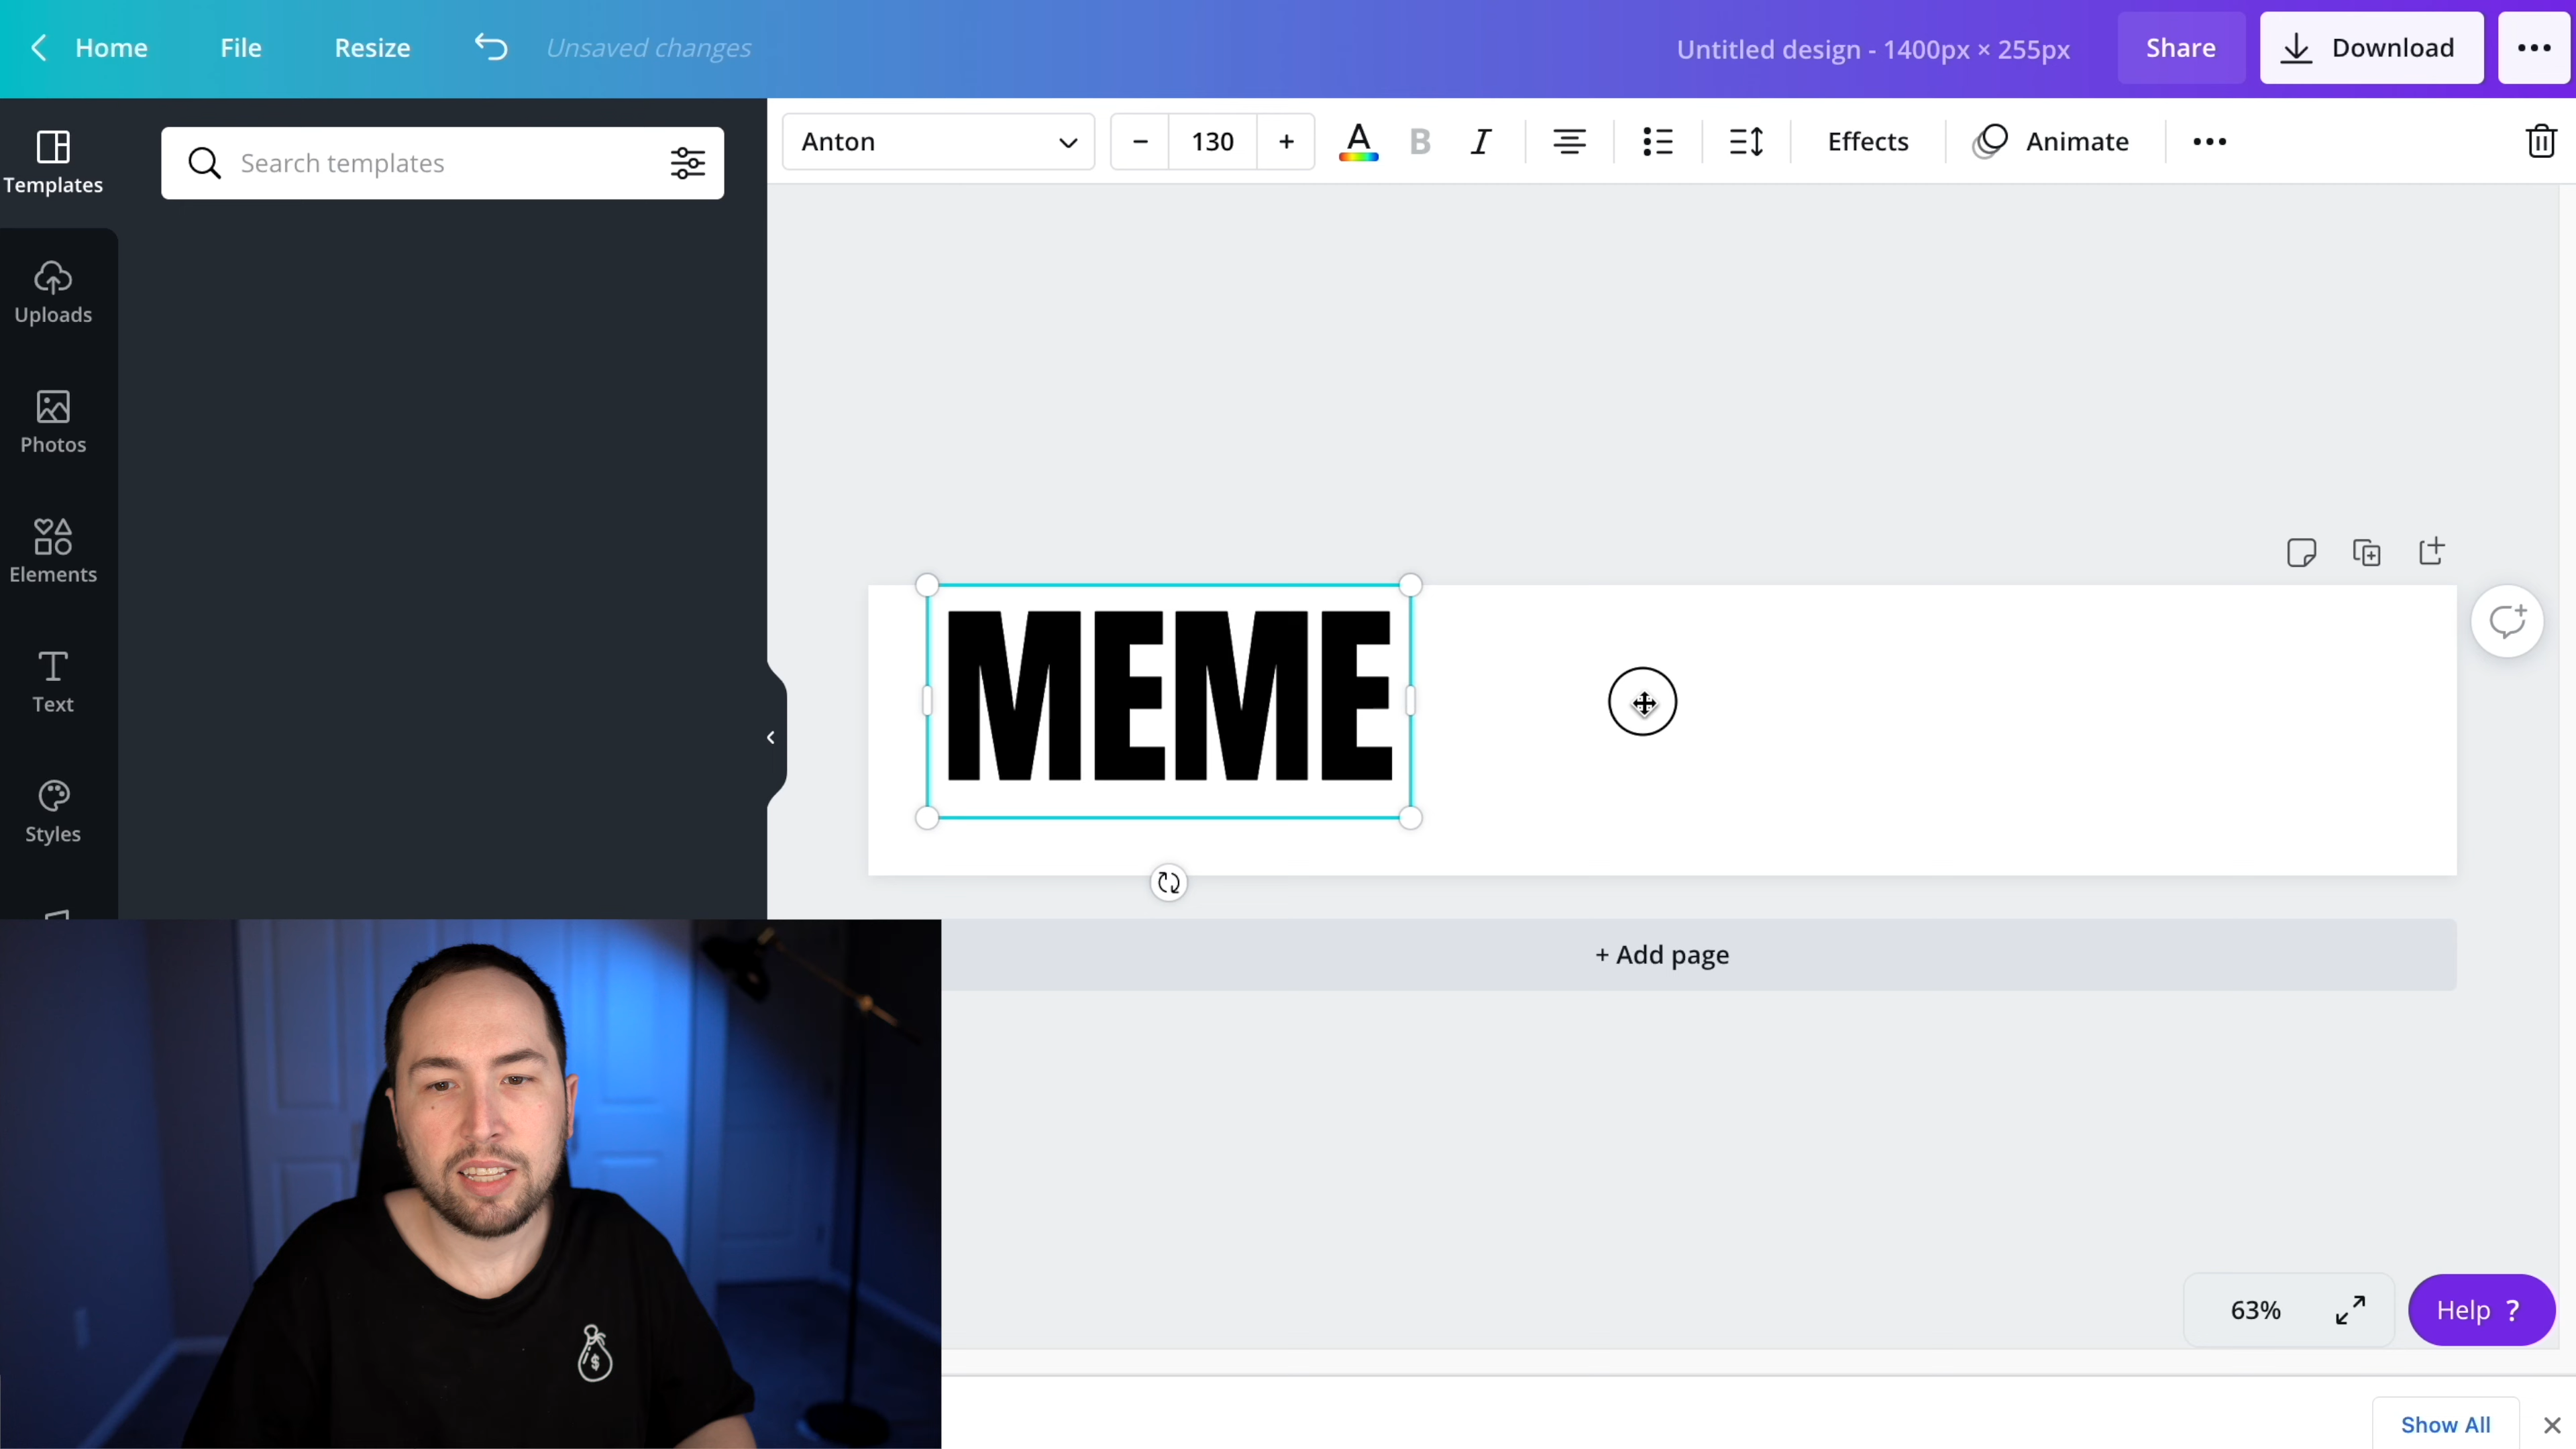 Home File Resize Unsaved changes Untitled design - 1400px × 255px Share Download
Templates
Search templates
Anton - 130 + A B I Effects Animate
Uploads
Photos
Elements
Text
Styles
MEME
+ Add page
$
63% Help ?
Show All